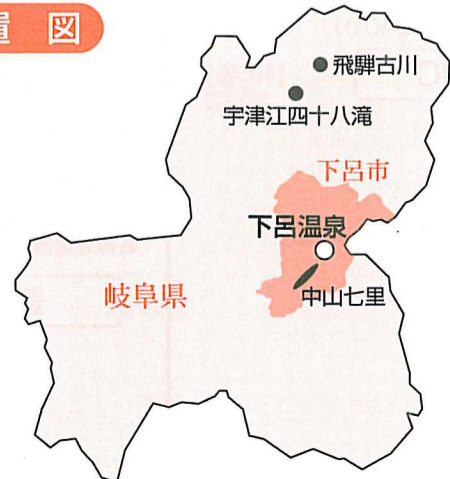 置 図
飛騨古川
宇津江四十八滝
下呂市
下呂温泉
中山七里
岐阜県